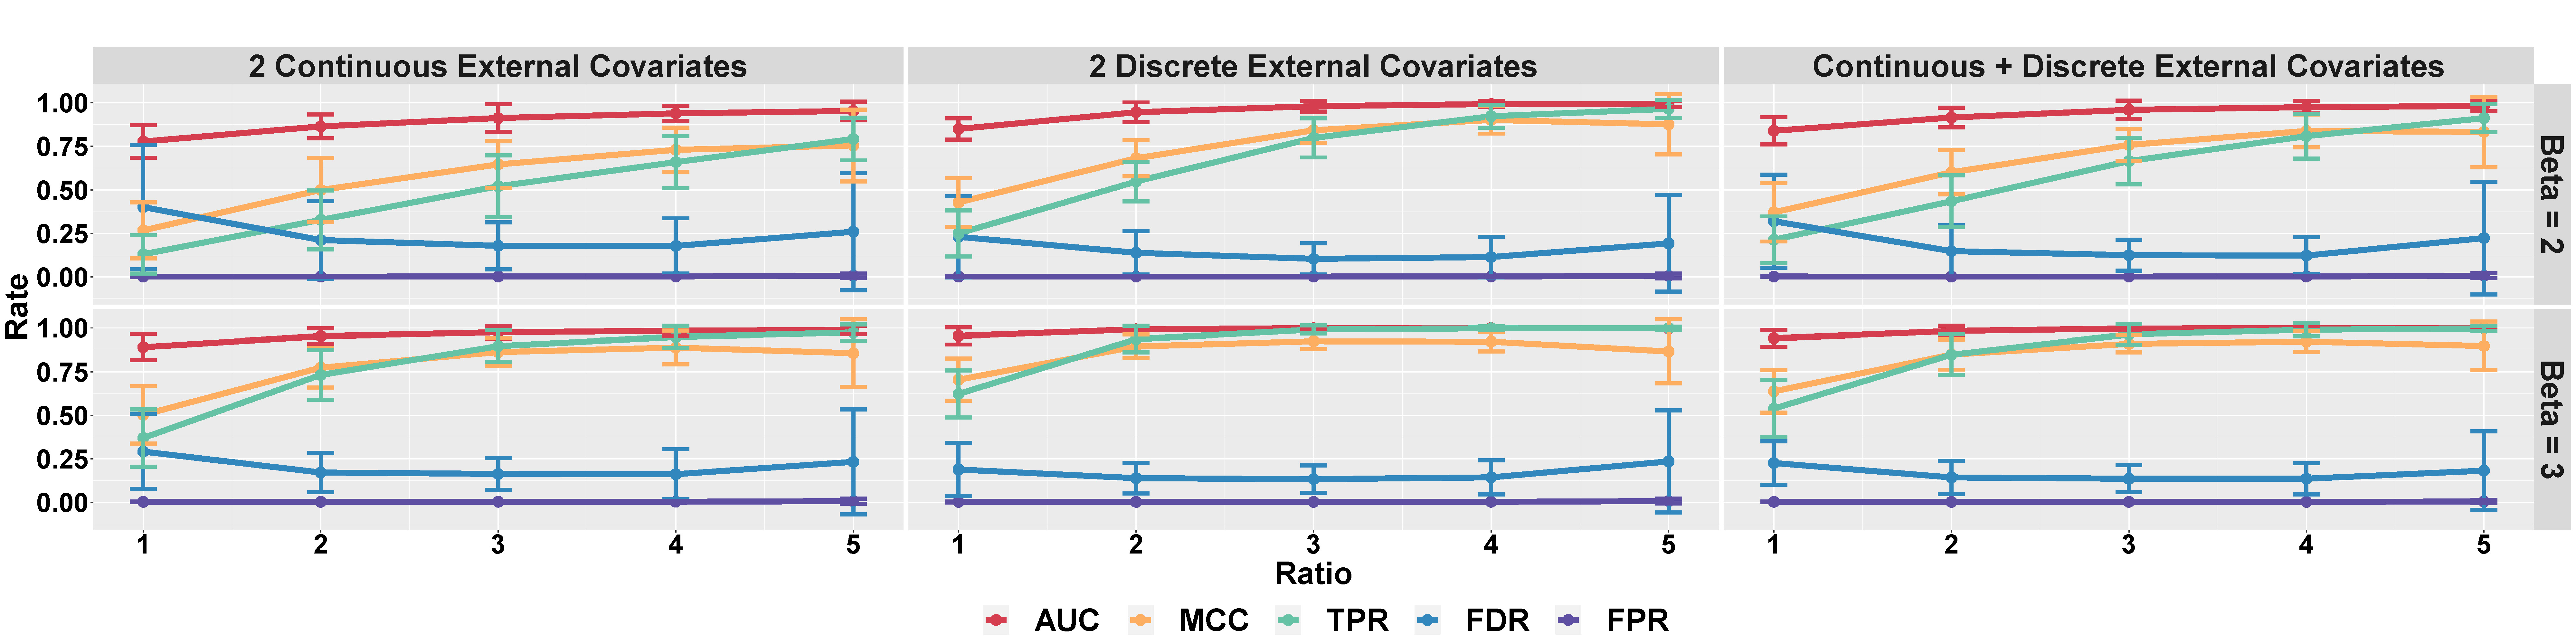 2 Continuous External Covariates
2 Discrete External Covariates
Continuous + Discrete External Covariates
1.00
0.75
0.50
0.25
0.00
Beta = 2
Rate
1.00
0.75
0.50
0.25
0.00
Beta = 3
1 2 3 4 5
1 2 3 4 5
1 2 3 4 5
Ratio
AUC MCC TPR FDR FPR